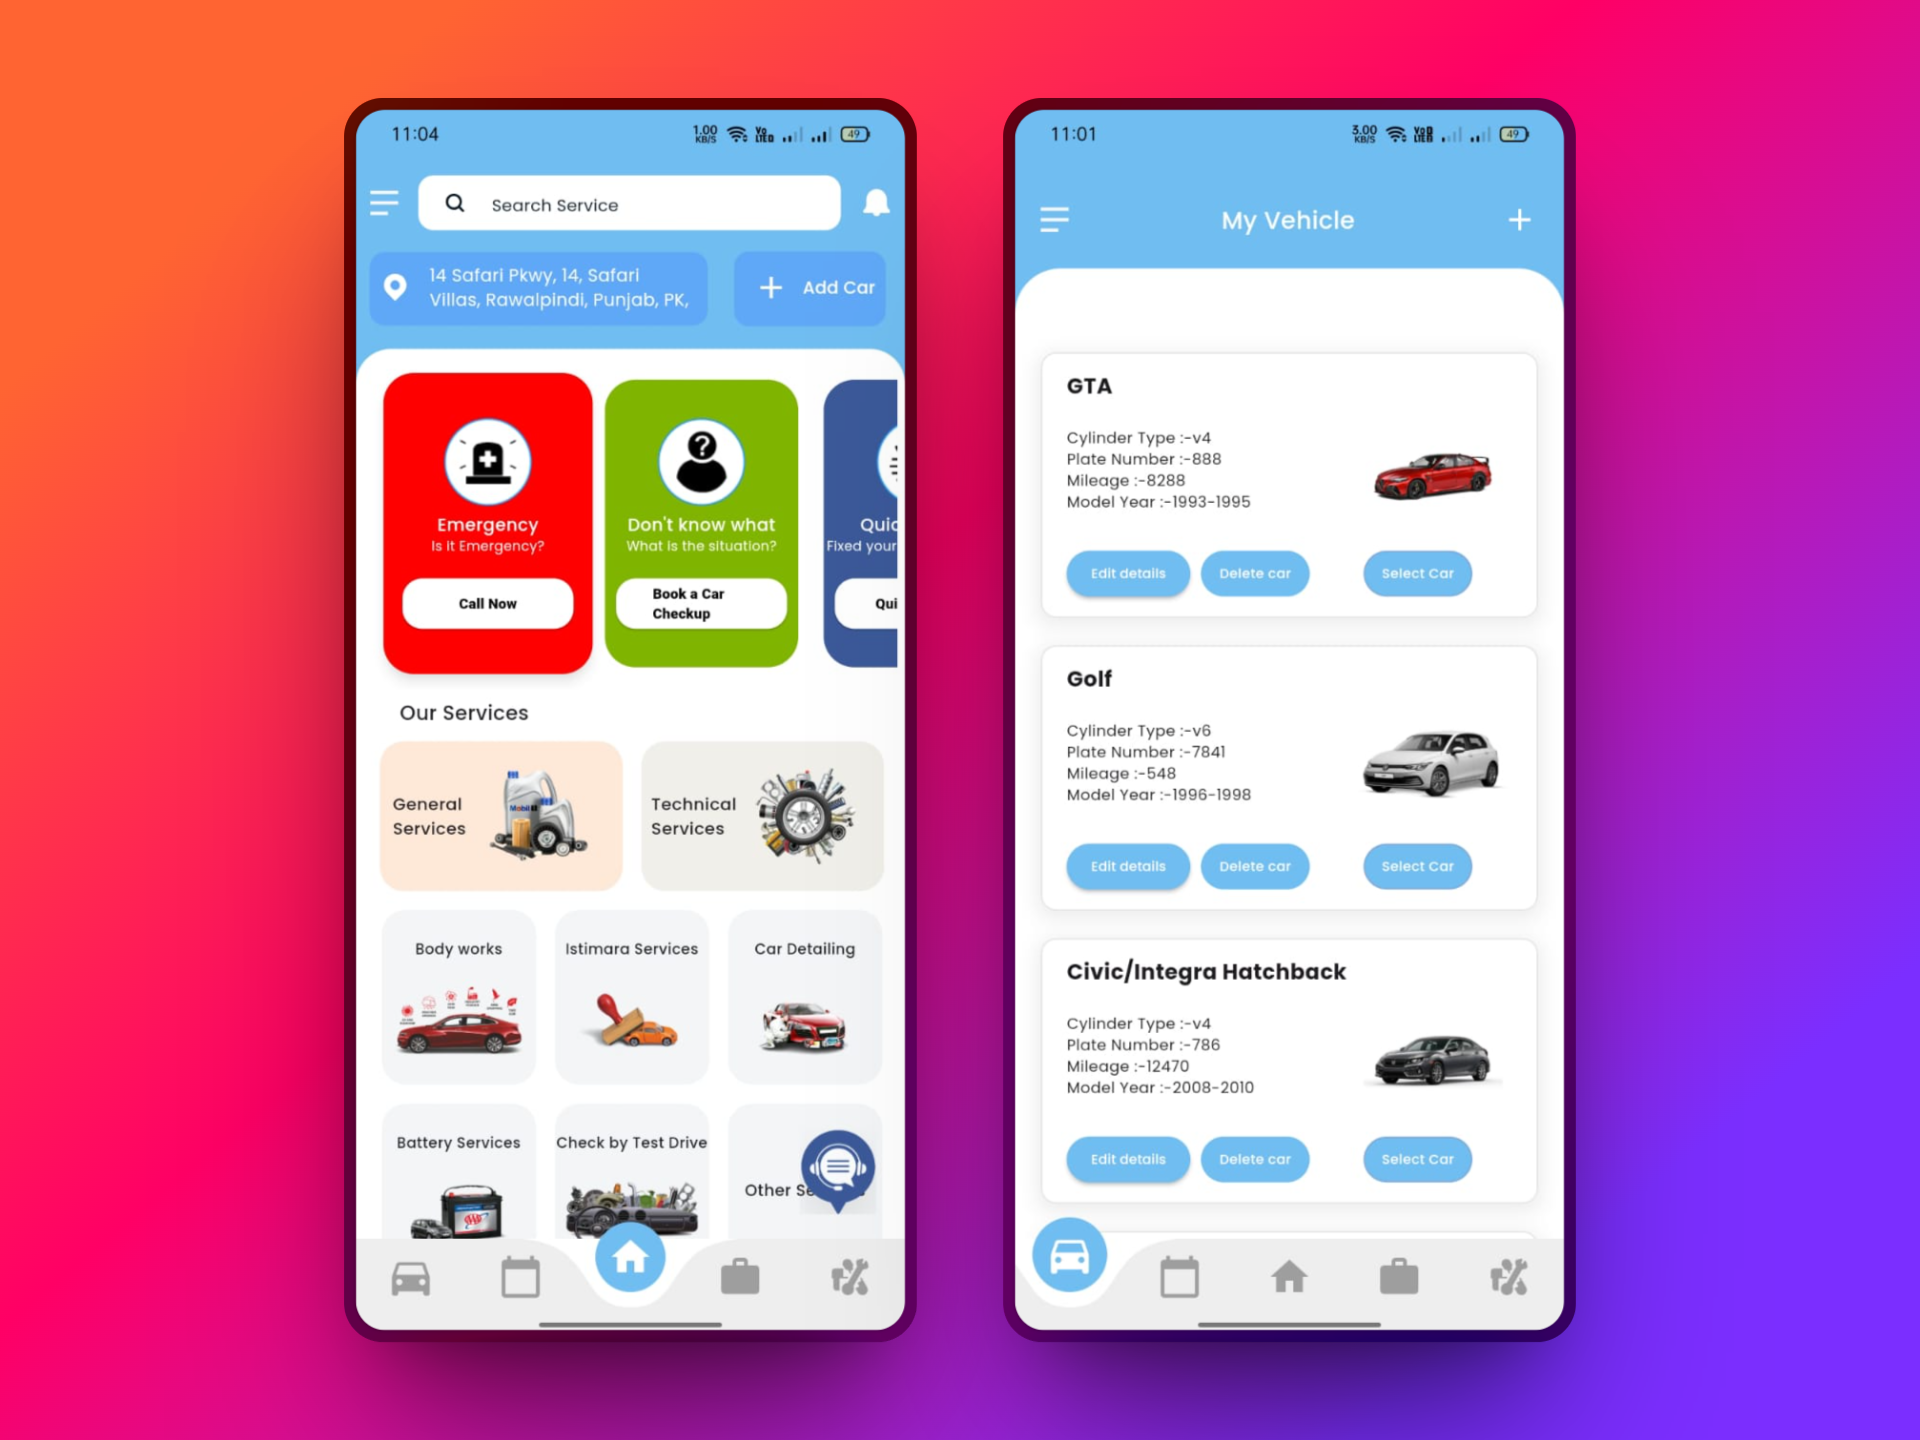 11:04
1.00
KB/S
49
Search Service
14 Safari Pkwy, 14, Safari
Villas, Rawalpindi, Punjab, PK,
Add Car
Emergency
Is it Emergency?
Call Now
Don't know what
What is the situation?
Book a Car
Checkup
Quic
Fixed your
Qui
Our Services
General
Services
Mobil
Technical
Services
Body works
Istimara Services
Car Detailing
Battery Services
Check by Test Drive
Other Se
11:01
3.00
KB/S
49
My Vehicle
GTA
Cylinder Type :-v4
Plate Number :-888
Mileage :-8288
Model Year :-1993-1995
Edit details
Delete car
Select Car
Golf
Cylinder Type :-v6
Plate Number :-7841
Mileage :-548
Model Year :-1996-1998
Edit details
Delete car
Select Car
Civic/Integra Hatchback
Cylinder Type :-v4
Plate Number :-786
Mileage :-12470
Model Year :-2008-2010
Edit details
Delete car
Select Car